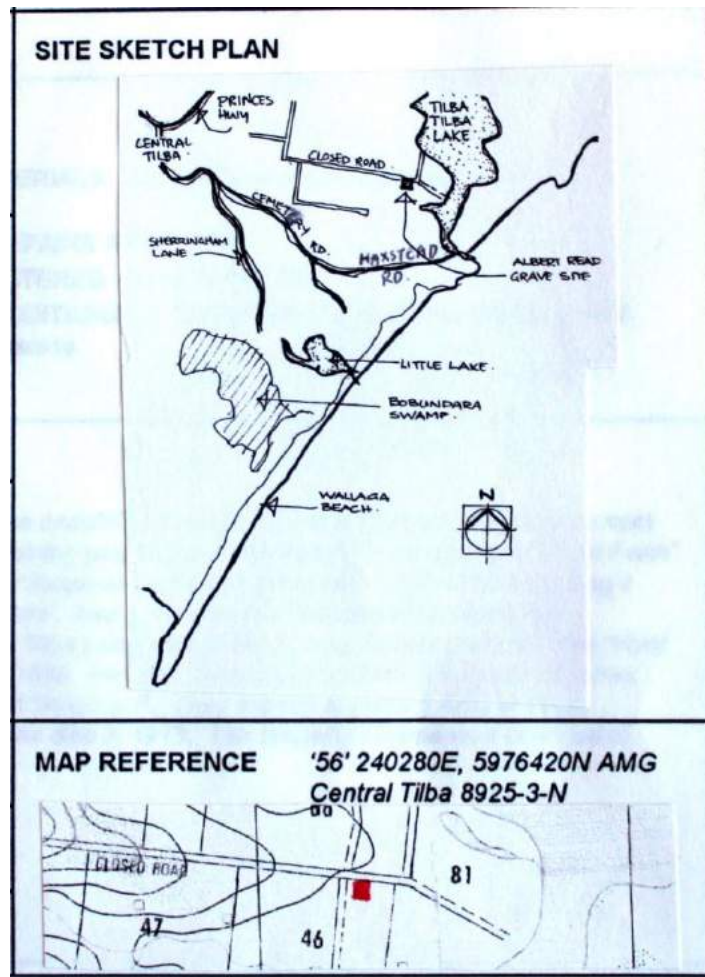 SITE SKETCH PLAN
PRINCES
HWY
TILBA
TILBA
LAKE
CENTRAL
TILBA
CLOSED ROAD
CEMETERY
RD.
SHERRINGHAM
LANE
HAXSTEAD
RD.
ALBERT READ
GRAVE SITE
LITTLE LAKE
BOBUNDARA
SWAMP
WALLAGA
BEACH
N
MAP REFERENCE '56' 240280E, 5976420N AMG
Central Tilba 8925-3-N
CLOSED ROAD
81
47
46